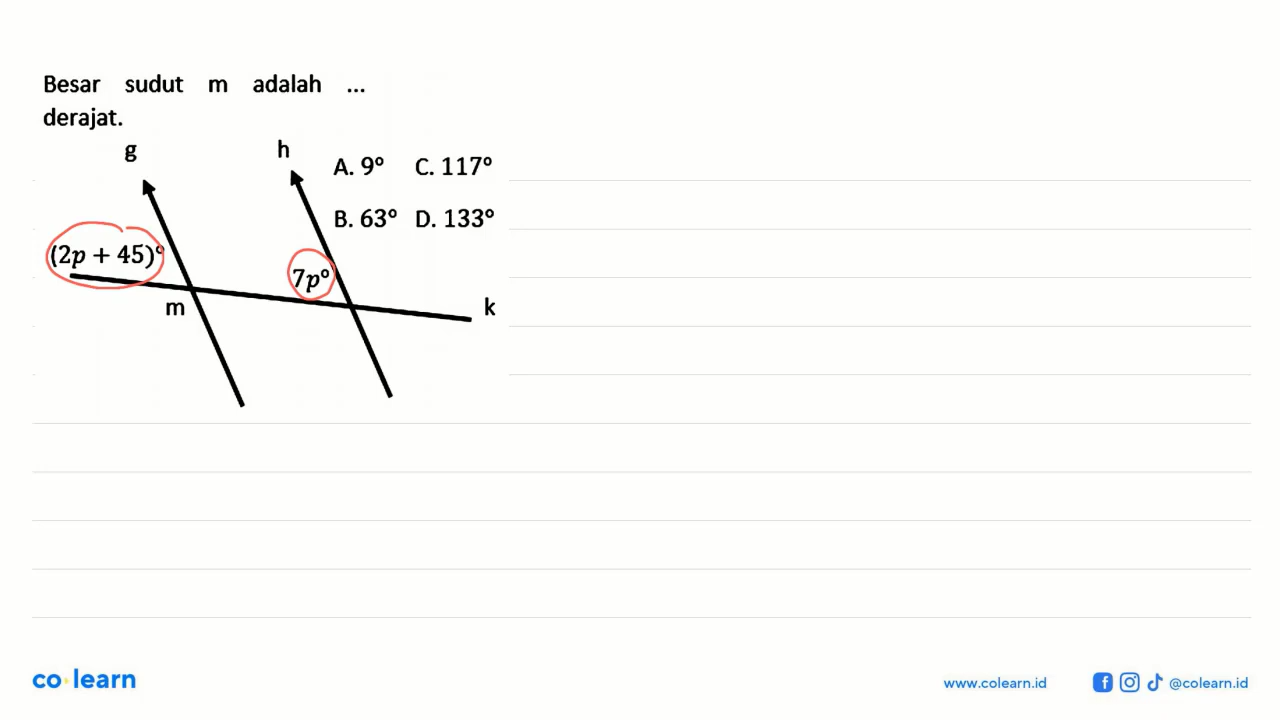 Besar sudut m adalah ...
derajat.
g
h
A. 9° C. 117°
B. 63° D. 133°
(2p + 45)°
7p°
m
k
co learn
www.colearn.id @colearn.id